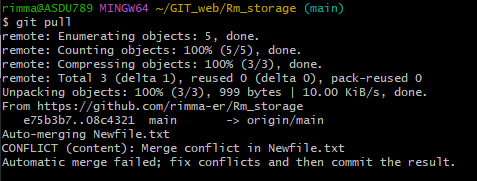 rimma@ASDU789 MINGW64 ~/GIT_web/Rm_storage (main)
$ git pull
remote: Enumerating objects: 5, done.
remote: Counting objects: 100% (5/5), done.
remote: Compressing objects: 100% (3/3), done.
remote: Total 3 (delta 1), reused 0 (delta 0), pack-reused 0
Unpacking objects: 100% (3/3), 999 bytes | 10.00 KiB/s, done.
From https://github.com/rimma-er/Rm_storage
   e75b3b7..08c4321  main       -> origin/main
Auto-merging Newfile.txt
CONFLICT (content): Merge conflict in Newfile.txt
Automatic merge failed; fix conflicts and then commit the result.